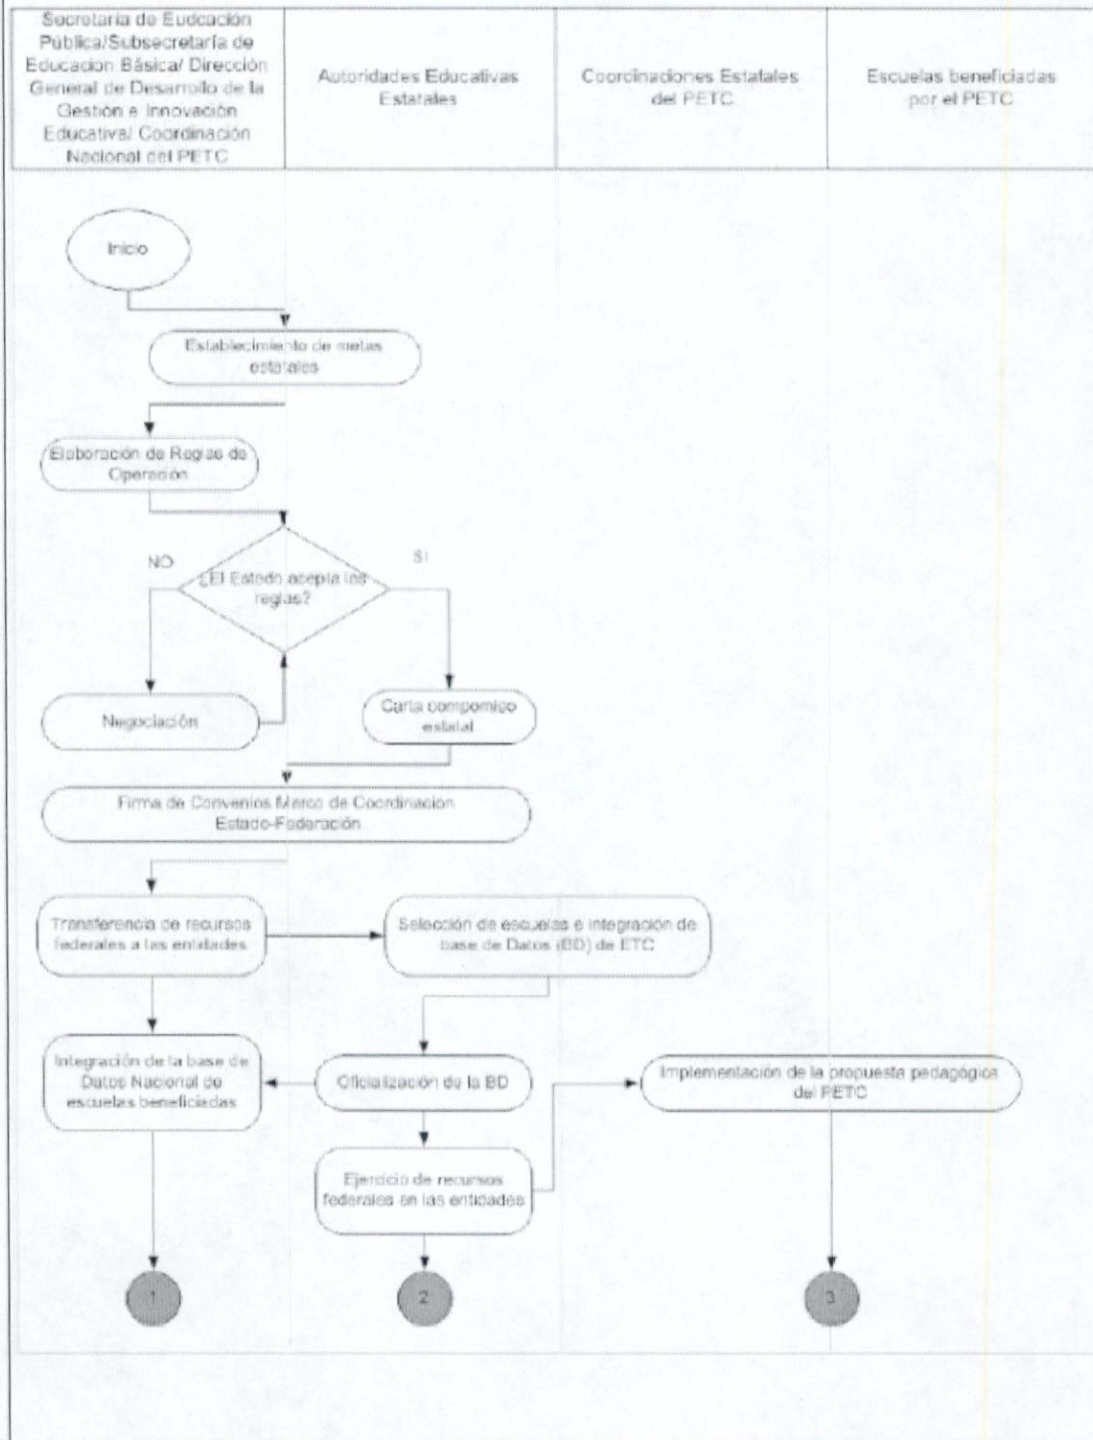 Secretaría de Eudcación
Pública/Subsecretaría de
Educación Básica/ Dirección
General de Desarrollo de la
Gestión e Innovación
Educativa/ Coordinación
Nacional del PETC
Autoridades Educativas
Estatales
Coordinaciones Estatales
del PETC
Escuelas beneficiadas
por el PETC
Inicio
Establecimiento de metas
estatales
Elaboración de Reglas de
Operación
NO
¿El Estado acepta las
reglas?
SI
Negociación
Carta compomiso
estatal
Firma de Convenios Marco de Coordinación
Estado-Federación
Transferencia de recursos
federales a las entidades
Selección de escuelas e integración de
base de Datos (BD) de ETC
Integración de la base de
Datos Nacional de
escuelas beneficiadas
Oficialización de la BD
Implementación de la propuesta pedagógica
del PETC
Ejercicio de recursos
federales en las entidades
1
2
3